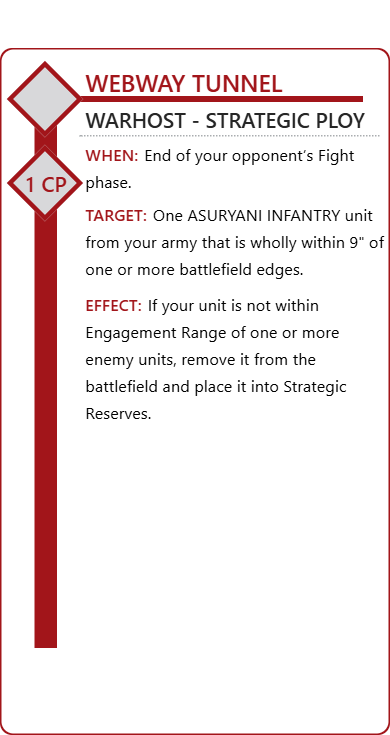 WEBWAY TUNNEL
WARHOST - STRATEGIC PLOY
WHEN: End of your opponent’s Fight
phase.
1 CP
TARGET: One ASURYANI INFANTRY unit
from your army that is wholly within 9" of
one or more battlefield edges.
EFFECT: If your unit is not within
Engagement Range of one or more
enemy units, remove it from the
battlefield and place it into Strategic
Reserves.